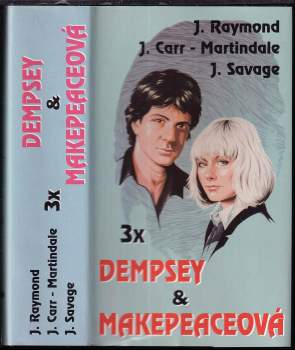 J. Raymond
J. Carr - Martindale
J. Savage
3x
DEMPSEY
&
MAKEPEACEOVÁ
DEMPSEY
&
MAKEPEACEOVÁ
3x
J. Raymond
J. Carr - Martindale
J. Savage